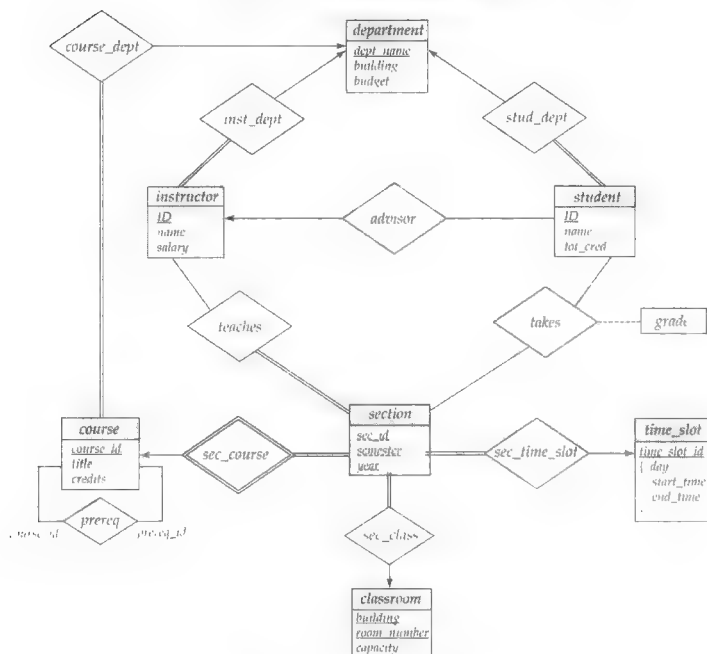 department
course_dept
dept_name
building
budget
inst_dept
stud_dept
instructor
student
ID
name
salary
advisor
ID
name
tot_cred
teaches
takes
grade
section
course
sec_id
semester
year
time_slot
course_id
title
credits
sec_course
sec_time_slot
time_slot_id
{ day
start_time
end_time
prereq
prereq_id
sec_class
classroom
building
room_number
capacity